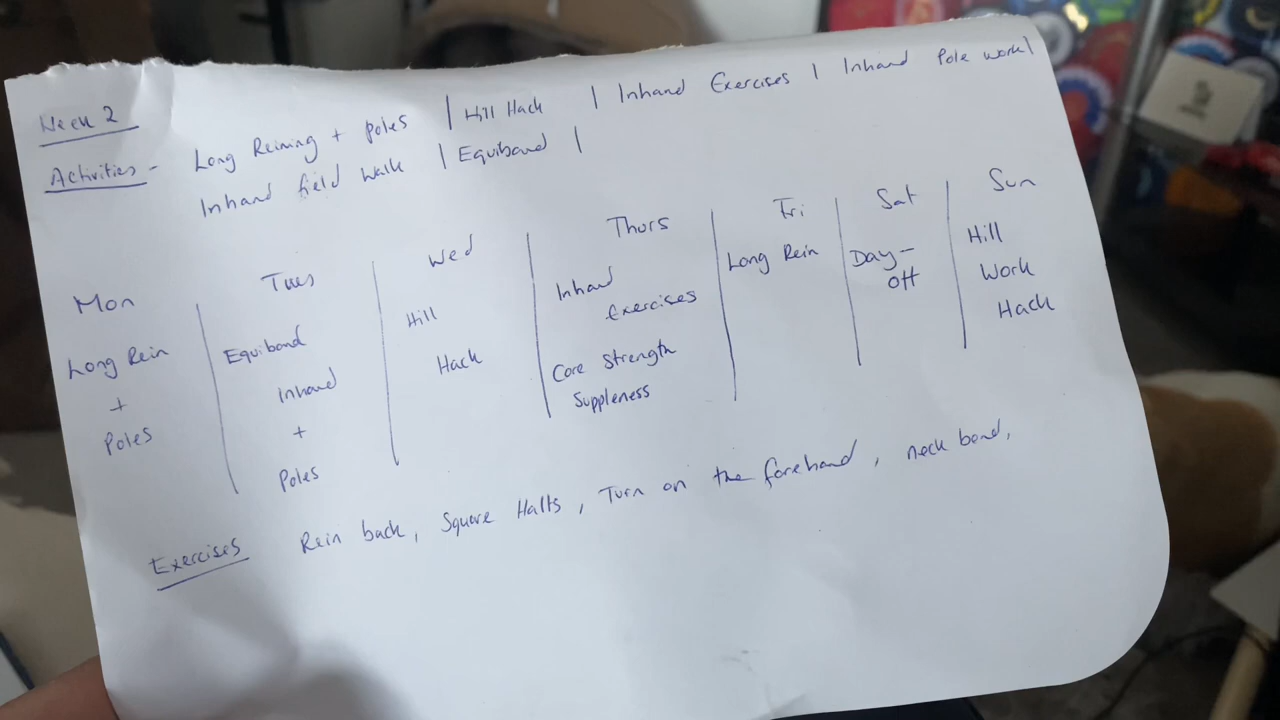 Week 2
Activities - Long Reining + poles | Hill Hack | Inhand Exercises | Inhand Pole work |
Inhand field walk | Equiband |
Mon
Long Rein
+
Poles
Tues
Equiband
inhand
+
Poles
Wed
Hill
Hack
Thurs
Inhand
Exercises
Core Strength
Suppleness
Fri
Long Rein
Sat
Day-
off
Sun
Hill
Work
Hack
Exercises Rein back, Square Halts, Turn on the forehand, neck bend,